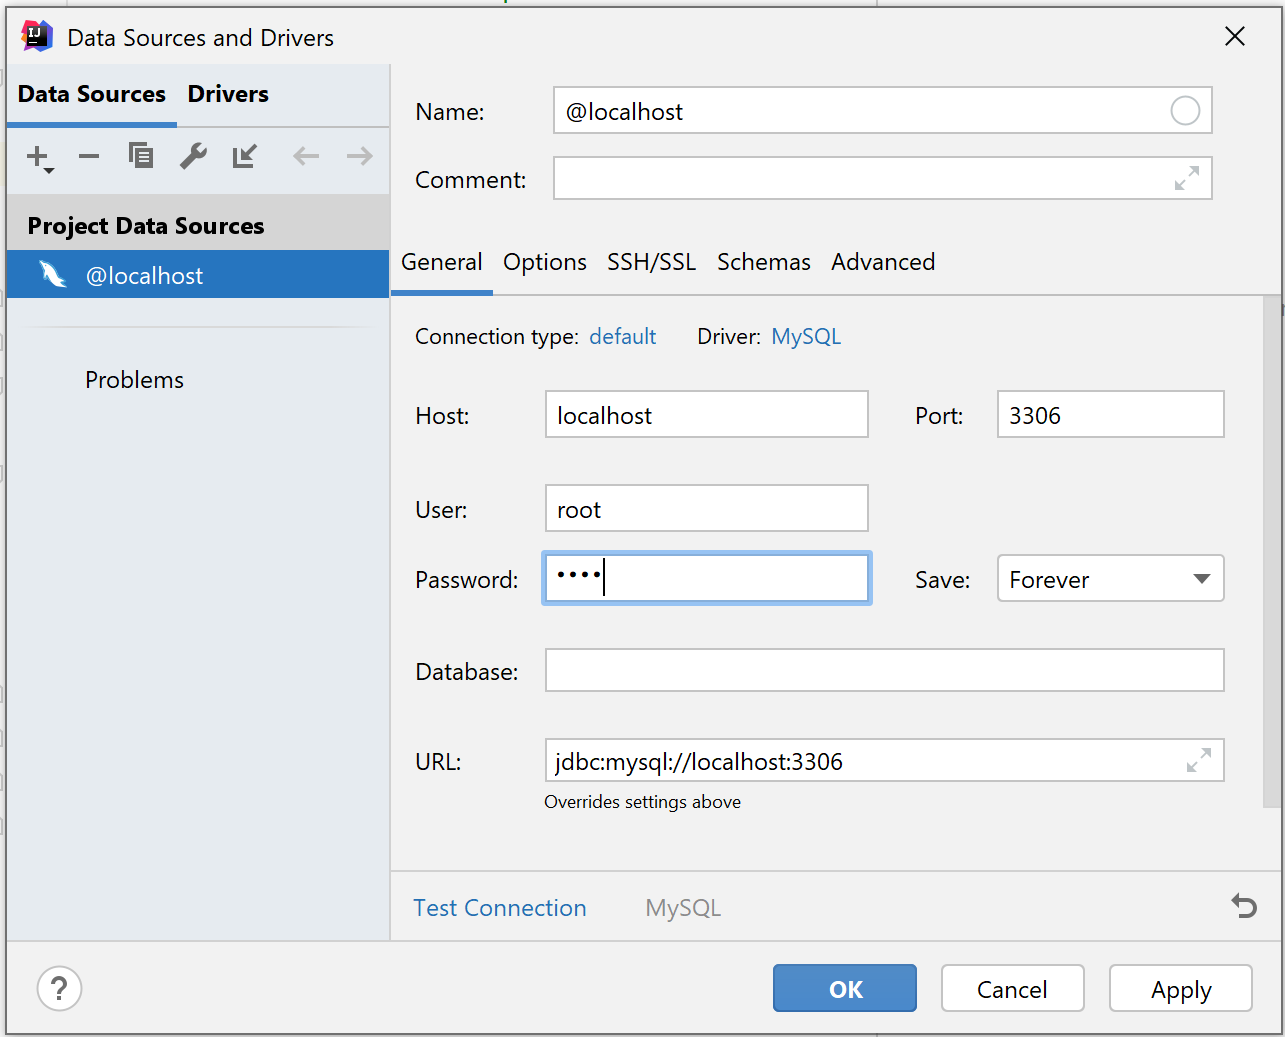 Data Sources and Drivers
Data Sources Drivers
Project Data Sources
@localhost
Problems
Name: @localhost
Comment:
General Options SSH/SSL Schemas Advanced
Connection type: default Driver: MySQL
Host: localhost Port: 3306
User: root
Password: •••• Save: Forever
Database:
URL: jdbc:mysql://localhost:3306
Overrides settings above
Test Connection MySQL
? OK Cancel Apply